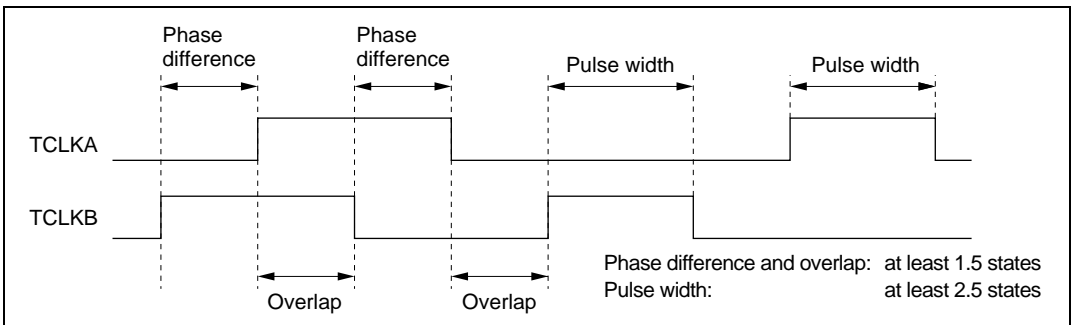 Phase
difference
Phase
difference
Pulse width
Pulse width
TCLKA
TCLKB
Overlap
Overlap
Phase difference and overlap: at least 1.5 states
Pulse width: at least 2.5 states